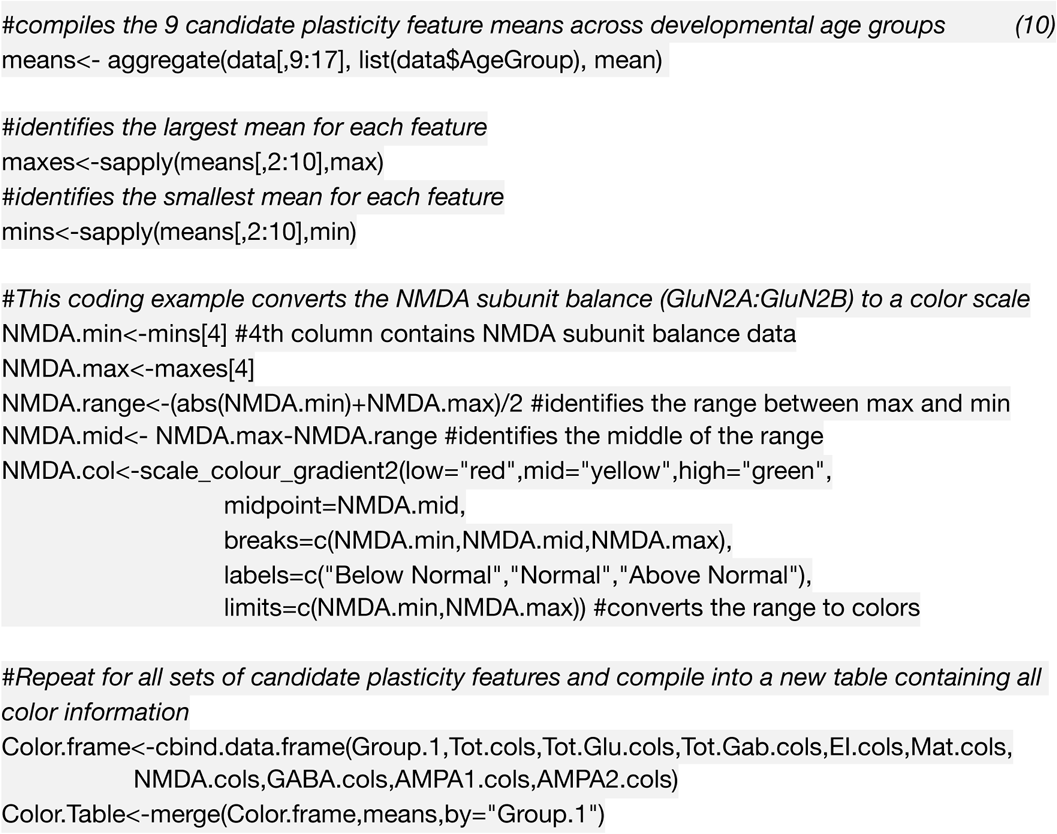 #compiles the 9 candidate plasticity feature means across developmental age groups (10)
means<- aggregate(data[,9:17], list(data$AgeGroup), mean)
#identifies the largest mean for each feature
maxes<-sapply(means[,2:10],max)
#identifies the smallest mean for each feature
mins<-sapply(means[,2:10],min)
#This coding example converts the NMDA subunit balance (GluN2A:GluN2B) to a color scale
NMDA.min<-mins[4] #4th column contains NMDA subunit balance data
NMDA.max<-maxes[4]
NMDA.range<-(abs(NMDA.min)+NMDA.max)/2 #identifies the range between max and min
NMDA.mid<- NMDA.max-NMDA.range #identifies the middle of the range
NMDA.col<-scale_colour_gradient2(low="red",mid="yellow",high="green",
midpoint=NMDA.mid,
breaks=c(NMDA.min,NMDA.mid,NMDA.max),
labels=c("Below Normal","Normal","Above Normal"),
limits=c(NMDA.min,NMDA.max)) #converts the range to colors
#Repeat for all sets of candidate plasticity features and compile into a new table containing all
color information
Color.frame<-cbind.data.frame(Group.1,Tot.cols,Tot.Glu.cols,Tot.Gab.cols,EI.cols,Mat.cols,
NMDA.cols,GABA.cols,AMPA1.cols,AMPA2.cols)
Color.Table<-merge(Color.frame,means,by="Group.1")